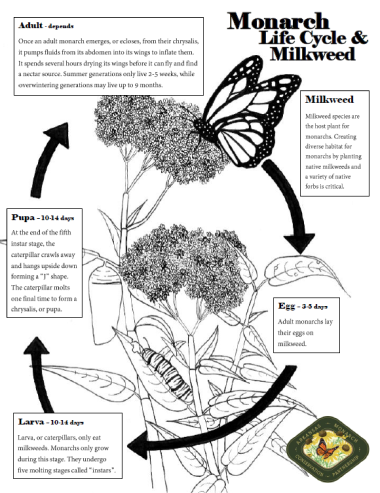 Monarch
Life Cycle &
Milkweed
Adult - depends
Once an adult monarch emerges, or ecloses, from their chrysalis,
it pumps fluids from its abdomen into its wings to inflate them.
It spends several hours drying its wings before it can fly and find
a nectar source. Summer generations only live 2-5 weeks, while
overwintering generations may live up to 9 months.
Milkweed
Milkweed species are
the host plant for
monarchs. Creating
diverse habitat for
monarchs by planting
native milkweeds and
a variety of native
forbs is critical.
Pupa - 10-14 days
At the end of the fifth
instar stage, the
caterpillar crawls away
and hangs upside down
forming a "J" shape.
The caterpillar molts
one final time to form a
chrysalis, or pupa.
Egg - 3-5 days
Adult monarchs lay
their eggs on
milkweed.
Larva - 10-14 days
Larva, or caterpillars, only eat
milkweeds. Monarchs only grow
during this stage. They undergo
five molting stages called "instars".
ARKANSAS MONARCH
CONSERVATION PARTNERSHIP